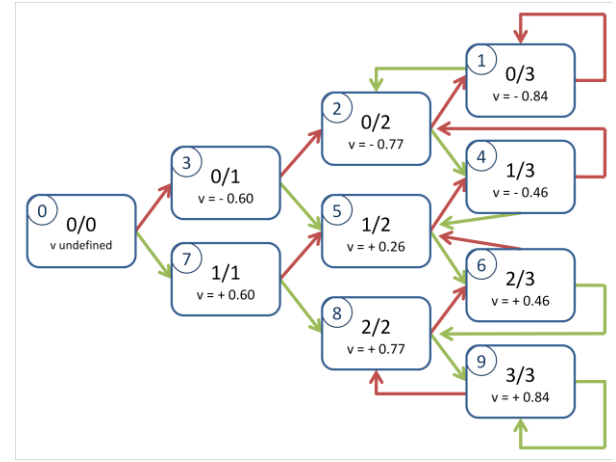 0
0/0
v undefined
3
0/1
v = - 0.60
7
1/1
v = + 0.60
2
0/2
v = - 0.77
5
1/2
v = + 0.26
8
2/2
v = + 0.77
1
0/3
v = - 0.84
4
1/3
v = - 0.46
6
2/3
v = + 0.46
9
3/3
v = + 0.84